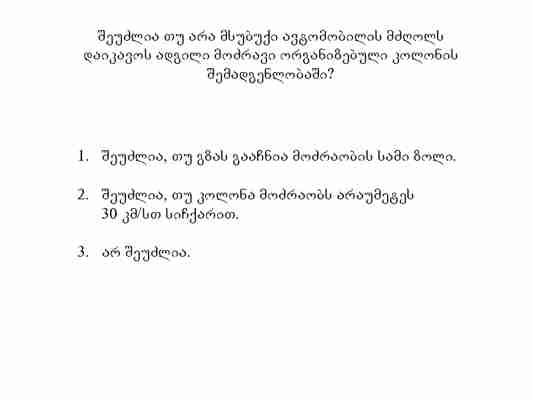 შეუძლია თუ არა მსუბუქი ავტომობილის მძღოლს
დაიკავოს ადგილი მოძრავი ორგანიზებული კოლონის
შემადგენლობაში?
1. შეუძლია, თუ გზას გააჩნია მოძრაობის სამი ზოლი.
2. შეუძლია, თუ კოლონა მოძრაობს არაუმეტეს
30 კმ/სთ სიჩქარით.
3. არ შეუძლია.